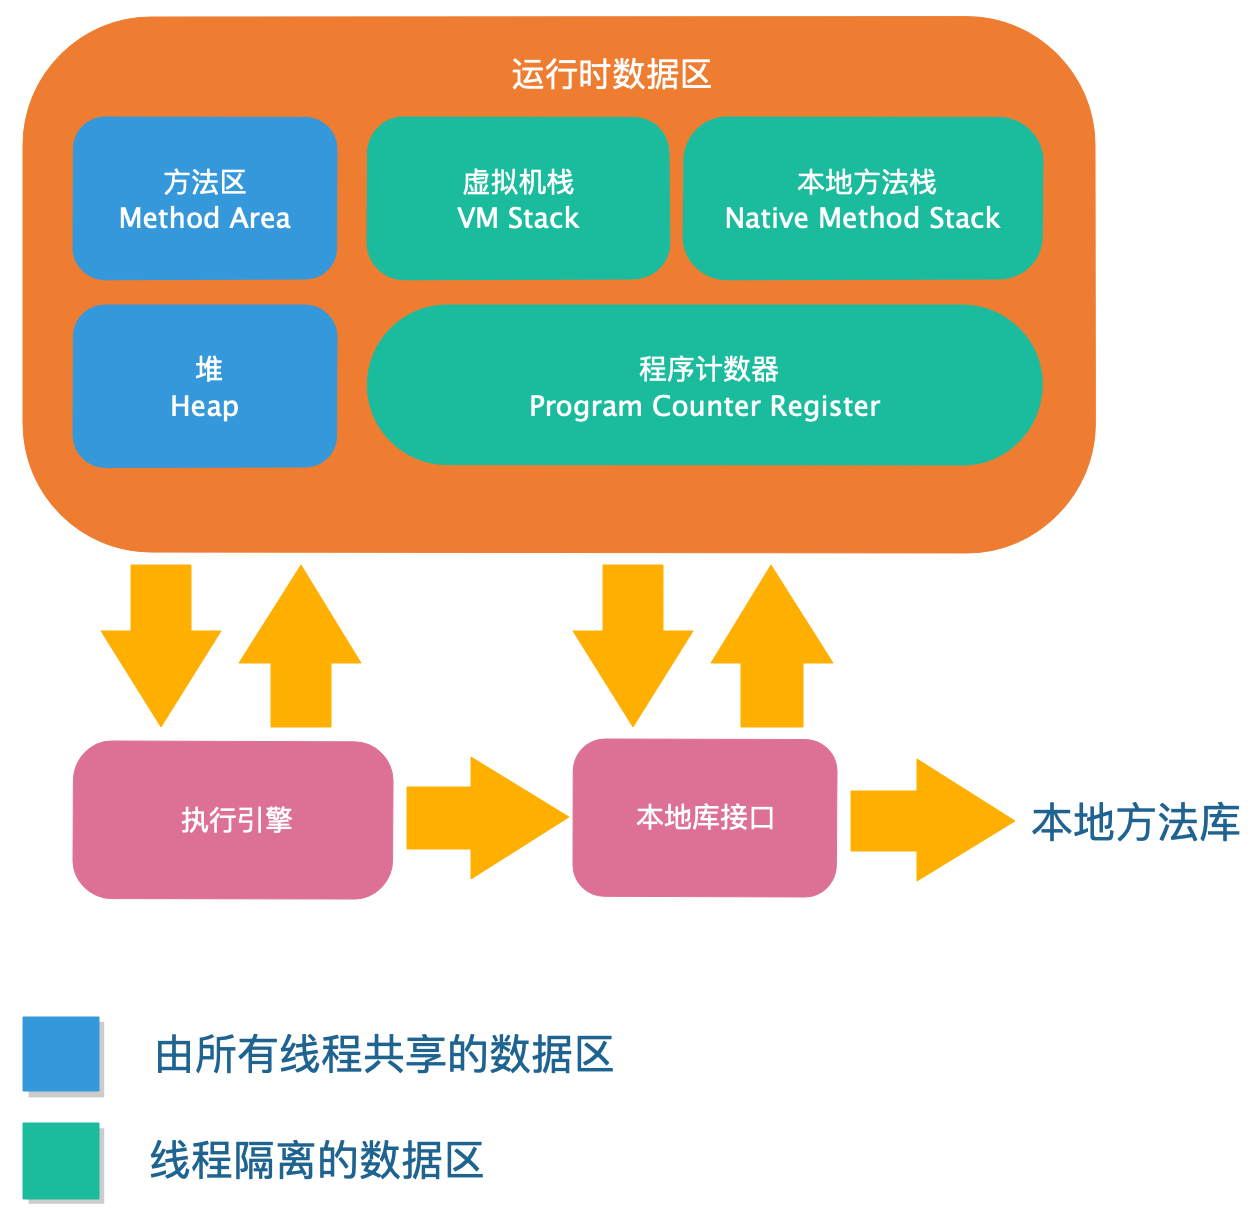 运行时数据区
方法区
Method Area
虚拟机栈
VM Stack
本地方法栈
Native Method Stack
堆
Heap
程序计数器
Program Counter Register
执行引擎
本地库接口
本地方法库
由所有线程共享的数据区
线程隔离的数据区